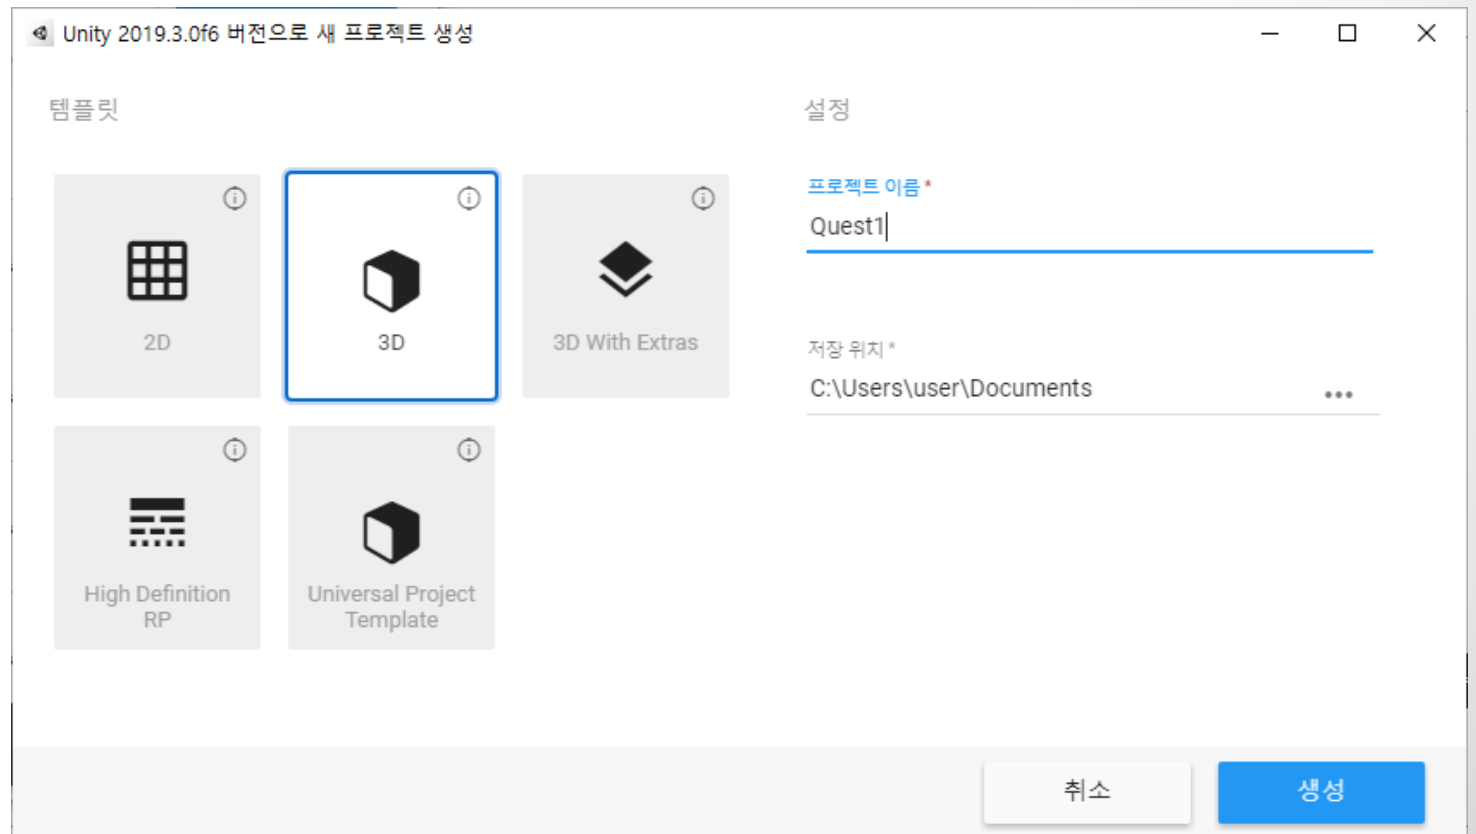 Unity 2019.3.0f6 버전으로 새 프로젝트 생성
템플릿
2D
3D
3D With Extras
High Definition
RP
Universal Project
Template
설정
프로젝트 이름 *
Quest1
저장 위치 *
C:\Users\user\Documents
취소
생성